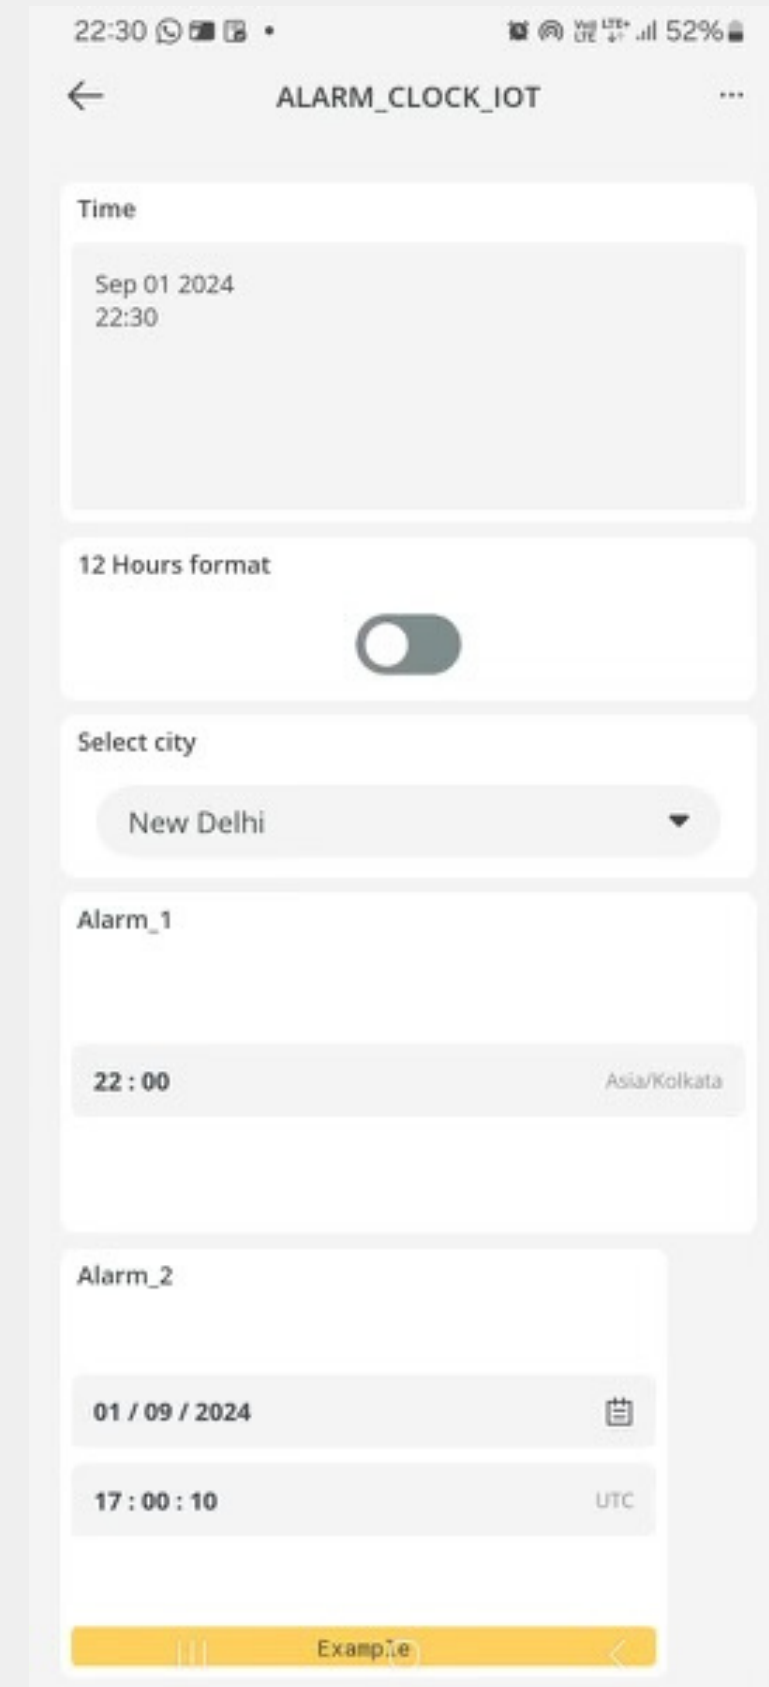 22:30
52%
ALARM_CLOCK_IOT
Time
Sep 01 2024
22:30
12 Hours format
Select city
New Delhi
Alarm_1
22 : 00 Asia/Kolkata
Alarm_2
01 / 09 / 2024
17 : 00 : 10 UTC
Example